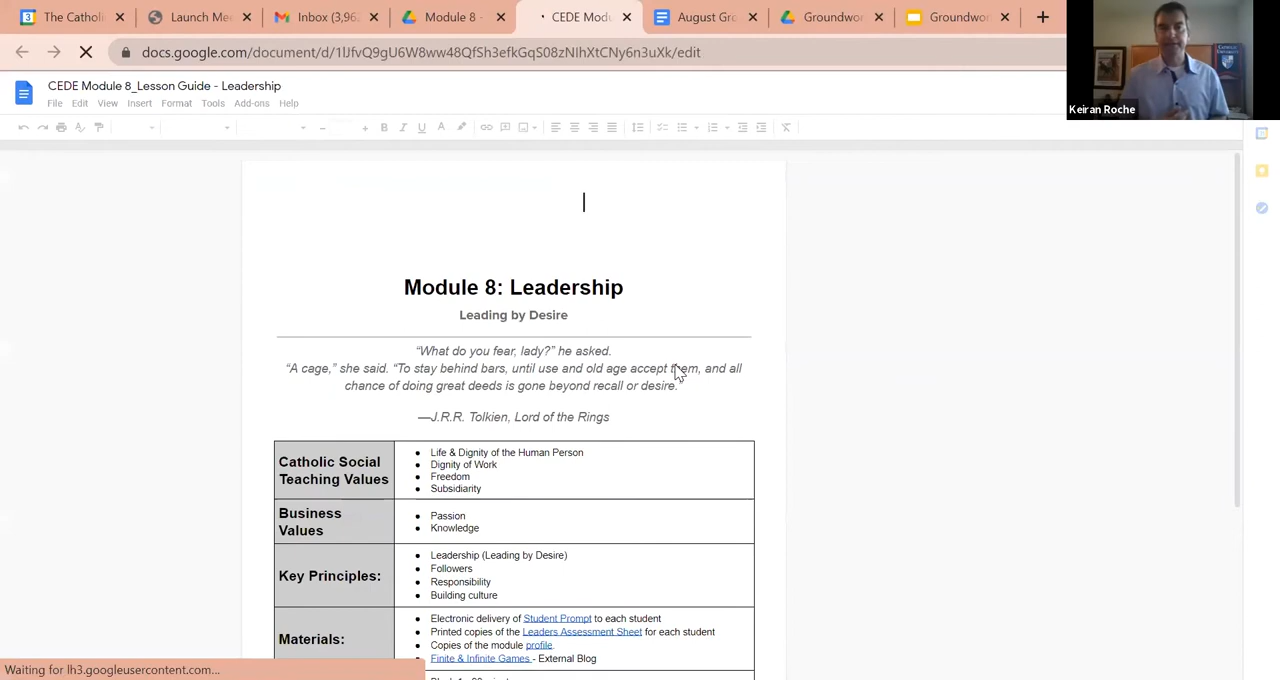 The Catholi
Launch Mee
Inbox (3,96
Module 8 -
CEDE Modu
August Gro
Groundwor
Groundwor
docs.google.com/document/d/1lJfvQ9gU6W8ww48QfSh3efkGqS08zNIhXtCNy6n3uXk/edit
Keiran Roche
CEDE Module 8_Lesson Guide - Leadership
File Edit View Insert Format Tools Add-ons Help
Module 8: Leadership
Leading by Desire
“What do you fear, lady?” he asked.
“A cage,” she said. “To stay behind bars, until use and old age accept them, and all
chance of doing great deeds is gone beyond recall or desire.”
—J.R.R. Tolkien, Lord of the Rings
Catholic Social
Teaching Values
● Life & Dignity of the Human Person
● Dignity of Work
● Freedom
● Subsidiarity
Business
Values
● Passion
● Knowledge
Key Principles:
● Leadership (Leading by Desire)
● Followers
● Responsibility
● Building culture
Materials:
● Electronic delivery of Student Prompt to each student
● Printed copies of the Leaders Assessment Sheet for each student
● Copies of the module profile.
● Finite & Infinite Games - External Blog
Waiting for lh3.googleusercontent.com...